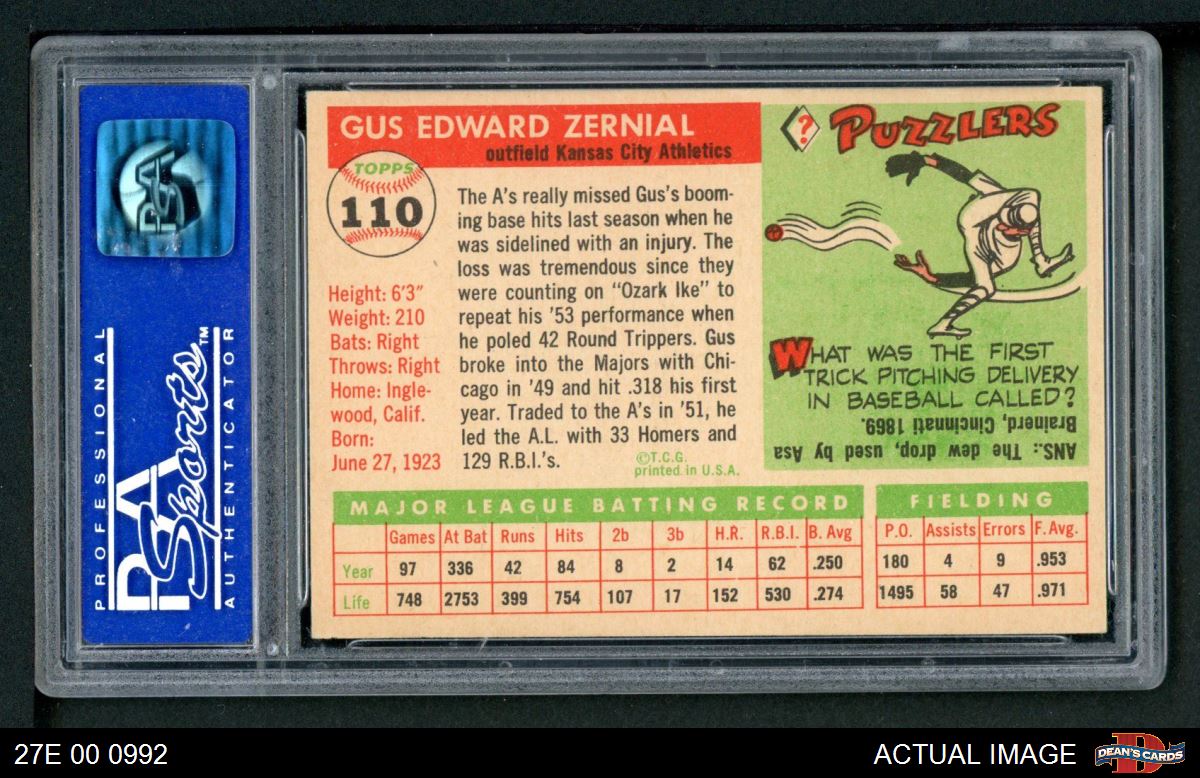 PSA
PROFESSIONAL
PSA
Sports™
AUTHENTICATOR
GUS EDWARD ZERNIAL
outfield Kansas City Athletics
TOPPS
110
Height: 6'3"
Weight: 210
Bats: Right
Throws: Right
Home: Ingle-
wood, Calif.
Born:
June 27, 1923
The A's really missed Gus's boom-
ing base hits last season when he
was sidelined with an injury. The
loss was tremendous since they
were counting on "Ozark Ike" to
repeat his '53 performance when
he poled 42 Round Trippers. Gus
broke into the Majors with Chi-
cago in '49 and hit .318 his first
year. Traded to the A's in '51, he
led the A.L. with 33 Homers and
129 R.B.I.'s.
©T.C.G.
printed in U.S.A.
? PUZZLERS
WHAT WAS THE FIRST
TRICK PITCHING DELIVERY
IN BASEBALL CALLED?
ANS.: The dew drop, used by Asa
Brainerd, Cincinnati 1869.
MAJOR LEAGUE BATTING RECORD
Games At Bat Runs Hits 2b 3b H.R. R.B.I. B. Avg
Year 97 336 42 84 8 2 14 62 .250
Life 748 2753 399 754 107 17 152 530 .274
FIELDING
P.O. Assists Errors F. Avg.
180 4 9 .953
1495 58 47 .971
27E 00 0992
ACTUAL IMAGE
DEAN'S CARDS